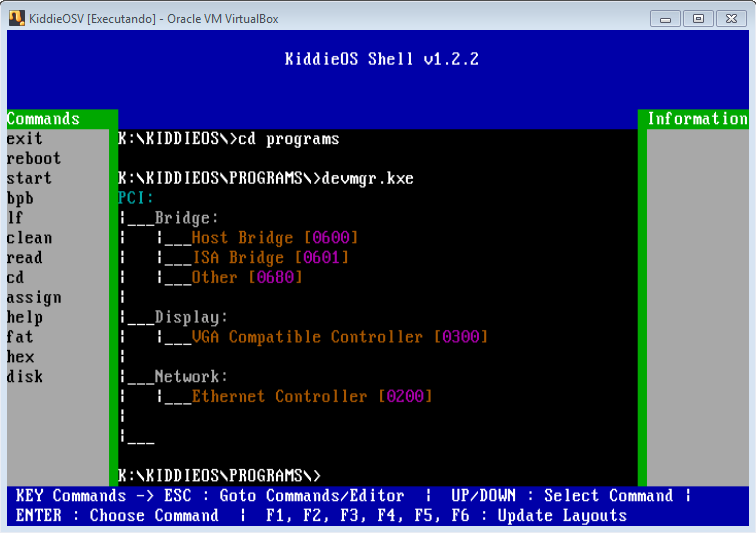 KiddieOSV [Executando] - Oracle VM VirtualBox
KiddieOS Shell v1.2.2
Commands
exit
reboot
start
bpb
lf
clean
read
cd
assign
help
fat
hex
disk
K:\KIDDIEOS\>cd programs
K:\KIDDIEOS\PROGRAMS\>devmgr.kxe
PCI:
¦___Bridge:
¦   ¦___Host Bridge [0600]
¦   ¦___ISA Bridge [0601]
¦   ¦___Other [0680]
¦
¦___Display:
¦   ¦___VGA Compatible Controller [0300]
¦
¦___Network:
¦   ¦___Ethernet Controller [0200]
¦
¦___
K:\KIDDIEOS\PROGRAMS\>
Information
KEY Commands -> ESC : Goto Commands/Editor  ¦  UP/DOWN : Select Command ¦
ENTER : Choose Command  ¦  F1, F2, F3, F4, F5, F6 : Update Layouts